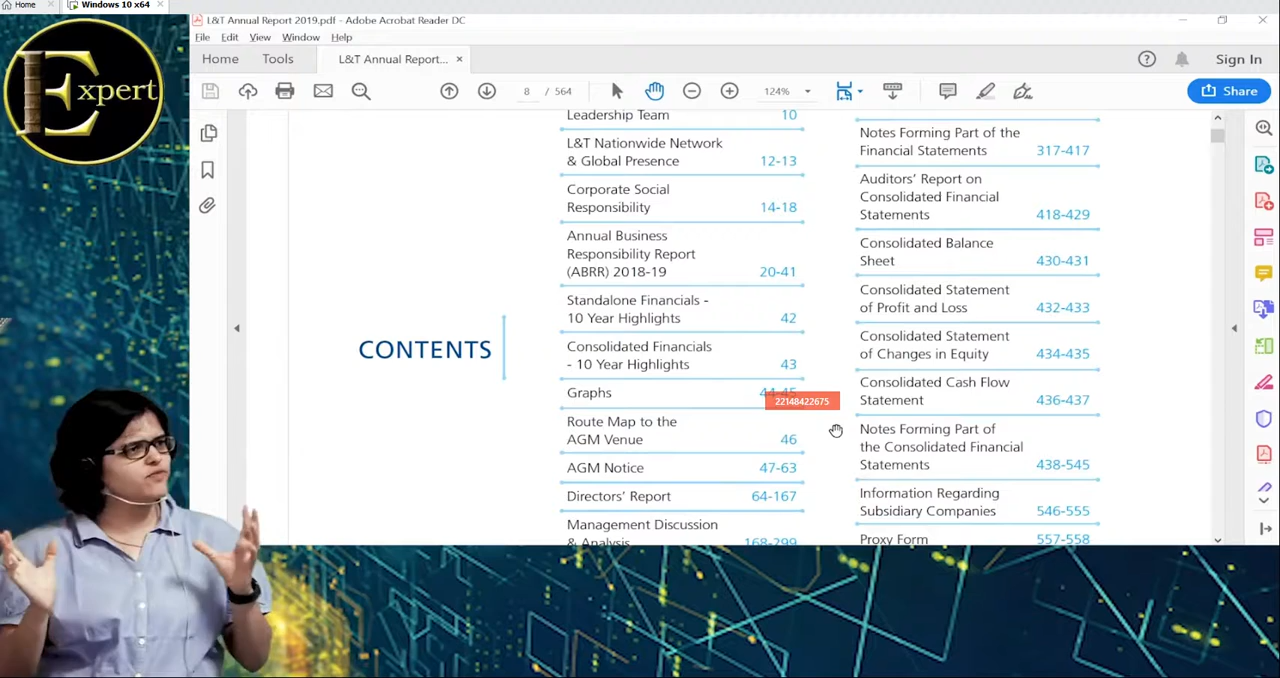 Home
Windows 10 x64
L&T Annual Report 2019.pdf - Adobe Acrobat Reader DC
File Edit View Window Help
Home Tools L&T Annual Report...
Sign In
8 / 564
124%
Share
Expert
CONTENTS
Leadership Team 10
L&T Nationwide Network
& Global Presence 12-13
Corporate Social
Responsibility 14-18
Annual Business
Responsibility Report
(ABRR) 2018-19 20-41
Standalone Financials -
10 Year Highlights 42
Consolidated Financials
- 10 Year Highlights 43
Graphs 44-45
22148422675
Route Map to the
AGM Venue 46
AGM Notice 47-63
Directors' Report 64-167
Management Discussion
& Analysis 168-299
Notes Forming Part of the
Financial Statements 317-417
Auditors' Report on
Consolidated Financial
Statements 418-429
Consolidated Balance
Sheet 430-431
Consolidated Statement
of Profit and Loss 432-433
Consolidated Statement
of Changes in Equity 434-435
Consolidated Cash Flow
Statement 436-437
Notes Forming Part of
the Consolidated Financial
Statements 438-545
Information Regarding
Subsidiary Companies 546-555
Proxy Form 557-558